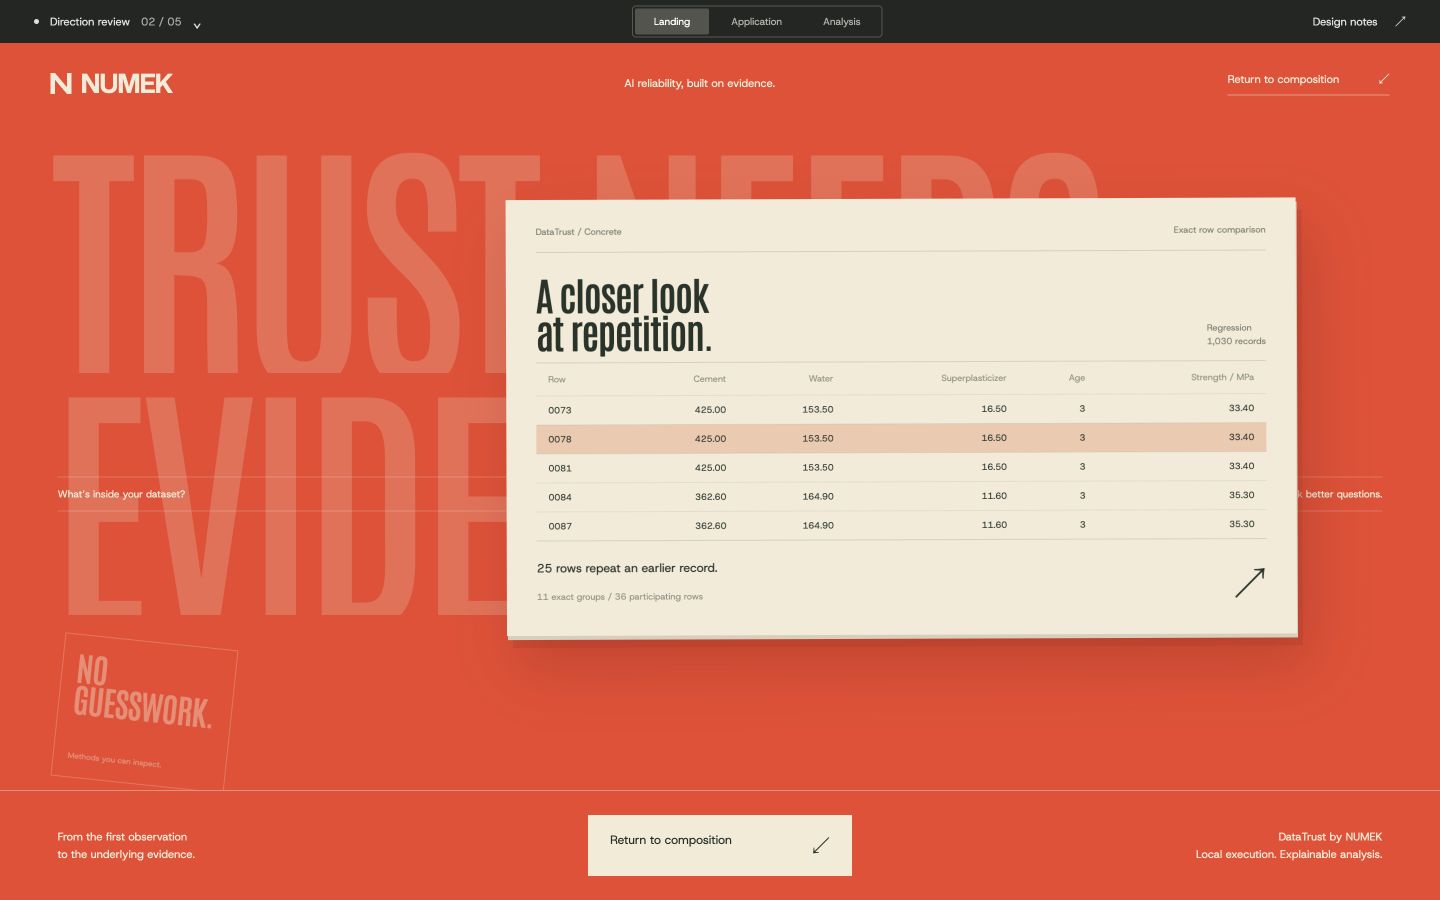 Direction review 02 / 05
Landing Application Analysis
Design notes
N NUMEK
AI reliability, built on evidence.
Return to composition
TRUST NEEDS
EVIDE
What's inside your dataset?
better questions.
DataTrust / Concrete
Exact row comparison
A closer look
at repetition.
Regression
1,030 records
Row Cement Water Superplasticizer Age Strength / MPa
0073 425.00 153.50 16.50 3 33.40
0078 425.00 153.50 16.50 3 33.40
0081 425.00 153.50 16.50 3 33.40
0084 362.60 164.90 11.60 3 35.30
0087 362.60 164.90 11.60 3 35.30
25 rows repeat an earlier record.
11 exact groups / 36 participating rows
NO
GUESSWORK.
Methods you can inspect.
From the first observation
to the underlying evidence.
Return to composition
DataTrust by NUMEK
Local execution. Explainable analysis.